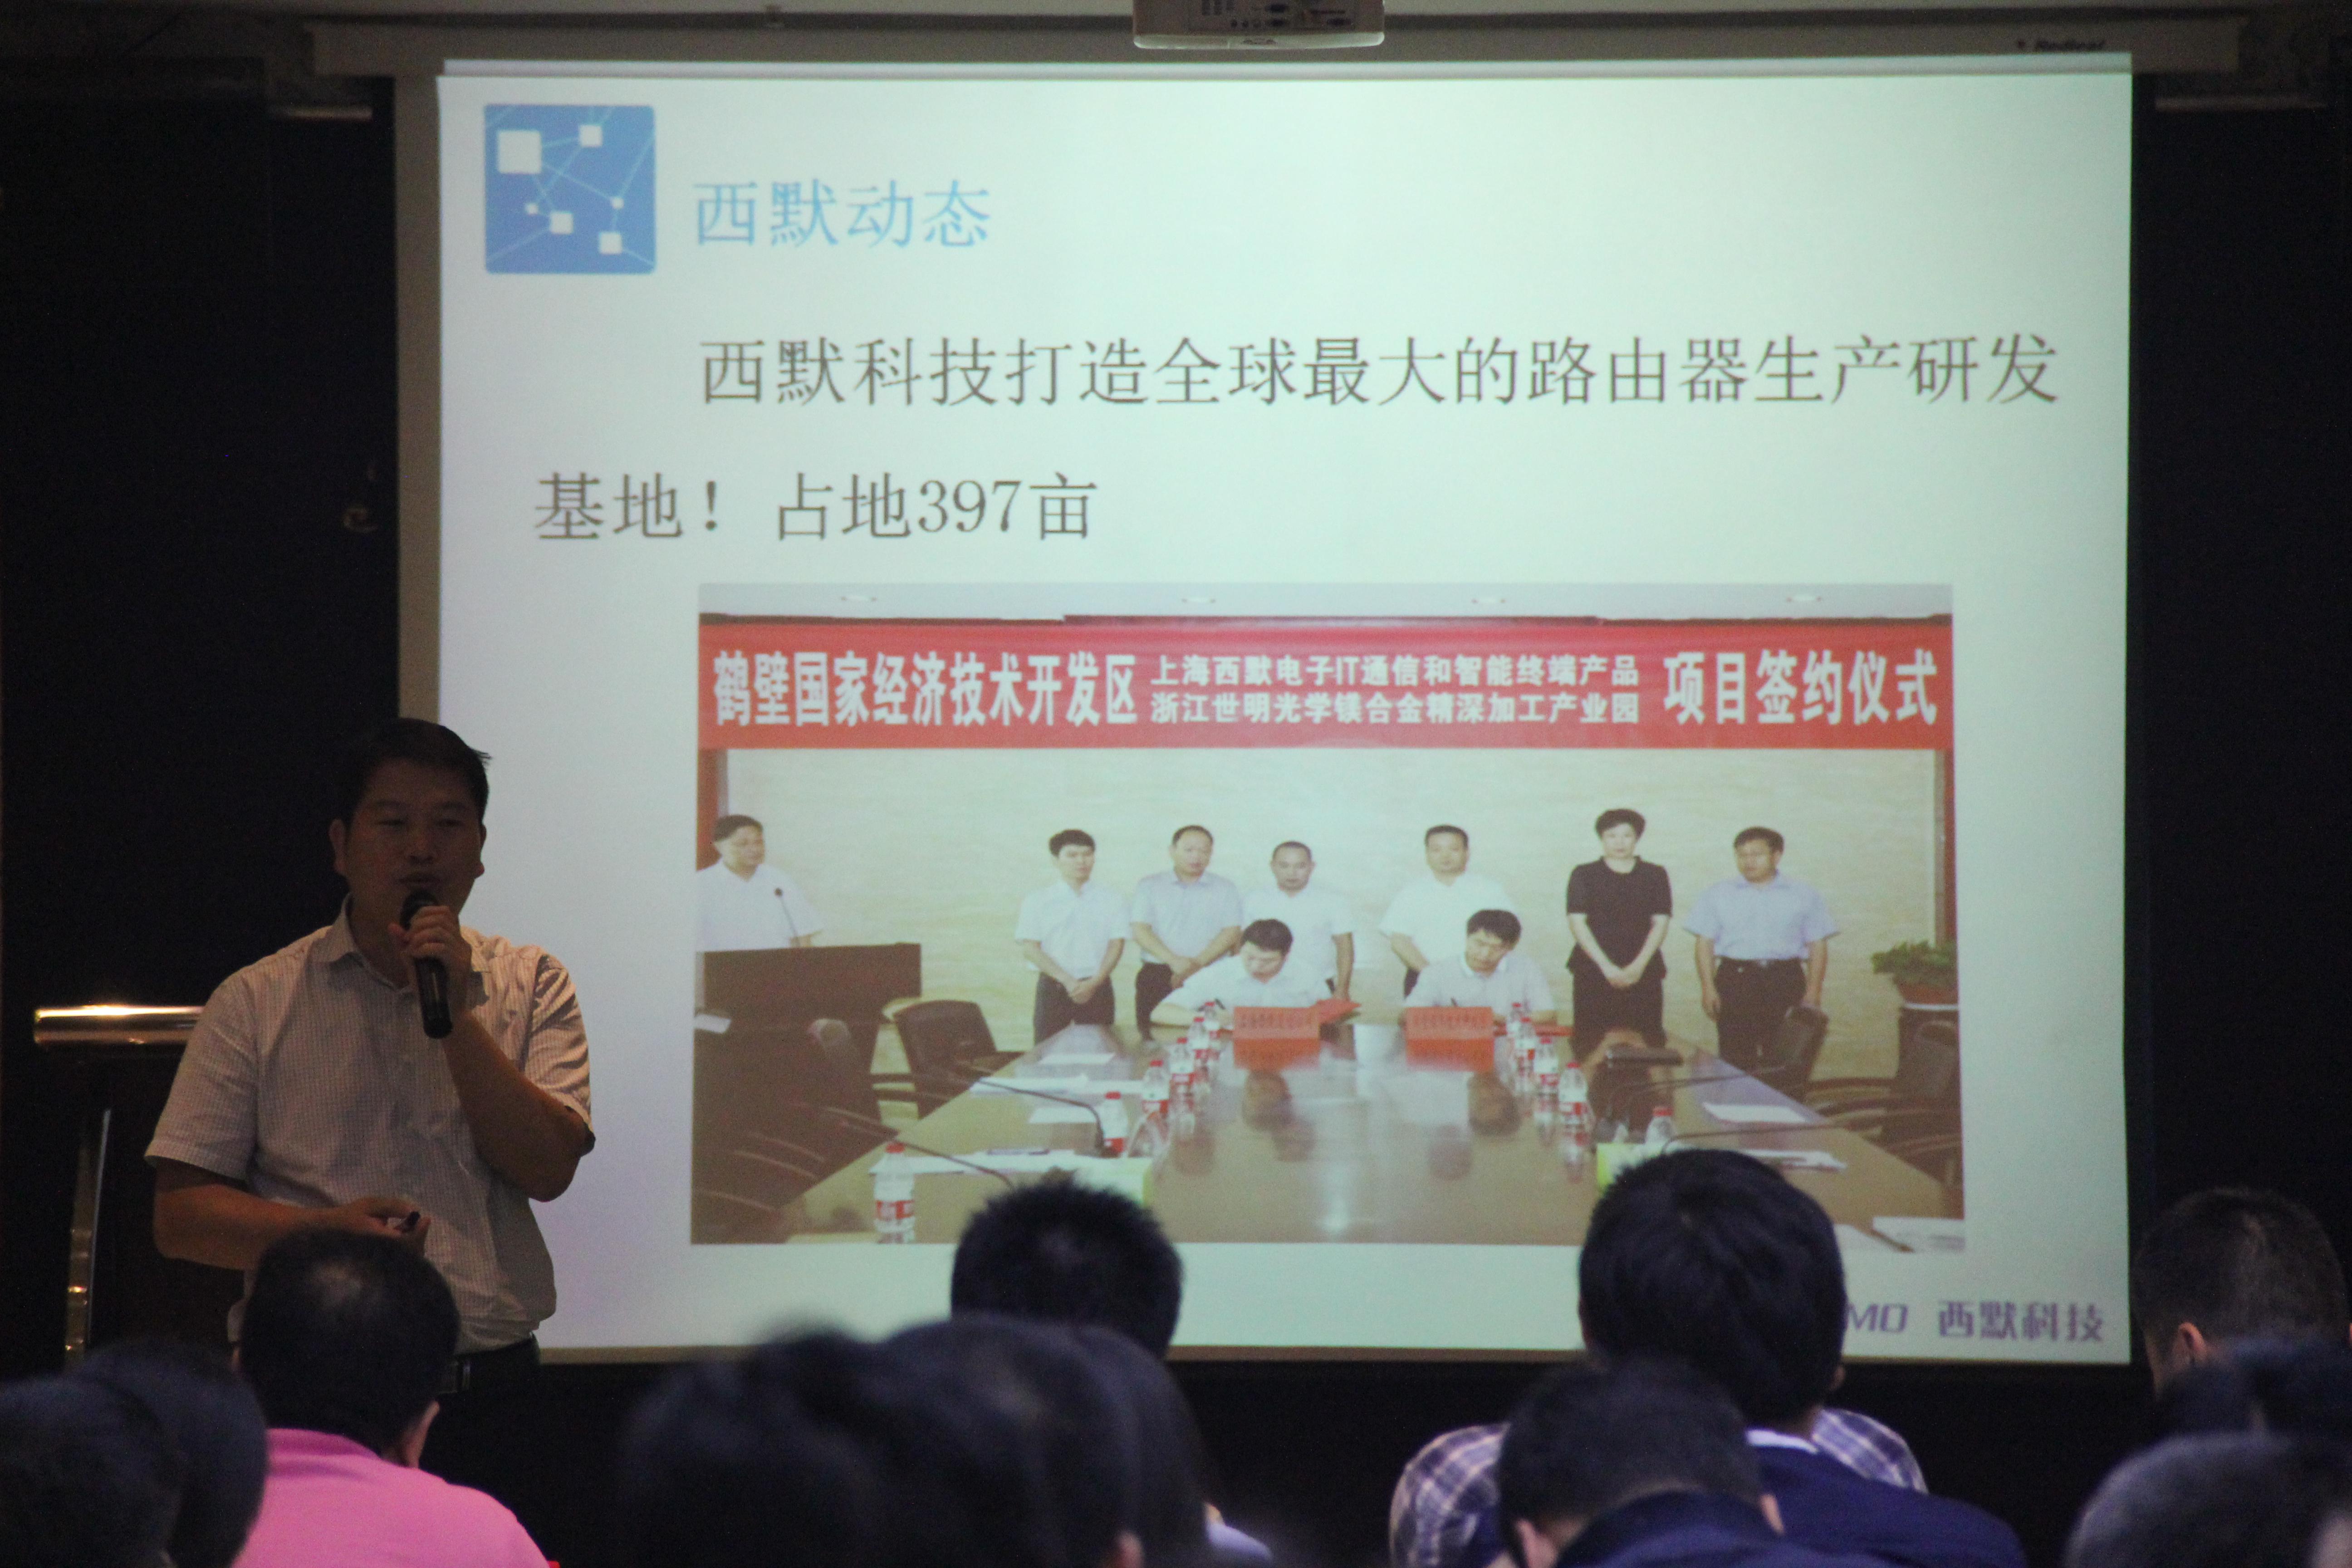 西默动态
西默科技打造全球最大的路由器生产研发
基地！占地397亩
鹤壁国家经济技术开发区 上海西默电子IT通信和智能终端产品 项目签约仪式
浙江世明光学镁合金精深加工产业园
MO 西默科技